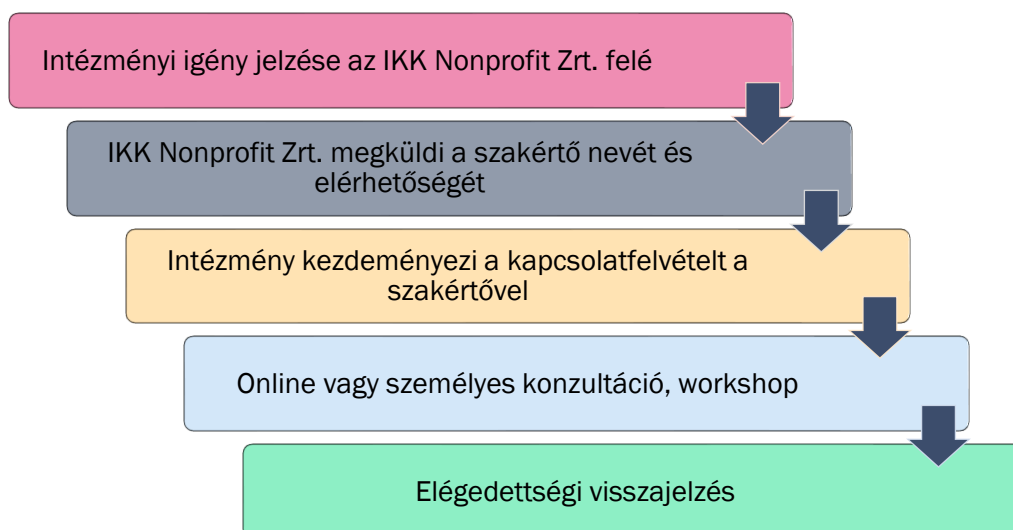 Intézményi igény jelzése az IKK Nonprofit Zrt. felé
IKK Nonprofit Zrt. megküldi a szakértő nevét és
elérhetőségét
Intézmény kezdeményezi a kapcsolatfelvételt a
szakértővel
Online vagy személyes konzultáció, workshop
Elégedettségi visszajelzés